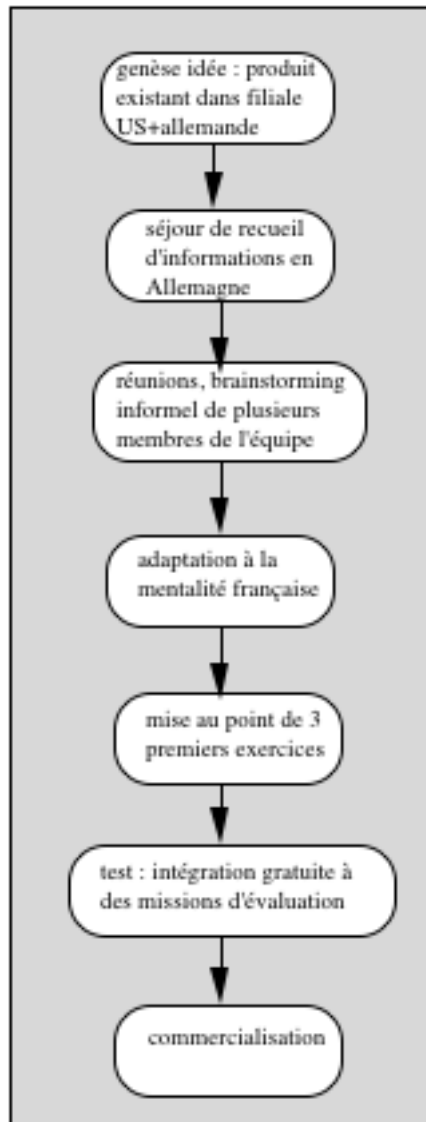 genèse idée : produit
existant dans filiale
US+allemande
séjour de recueil
d'informations en
Allemagne
réunions, brainstorming
informel de plusieurs
membres de l'équipe
adaptation à la
mentalité française
mise au point de 3
premiers exercices
test : intégration gratuite à
des missions d'évaluation
commercialisation